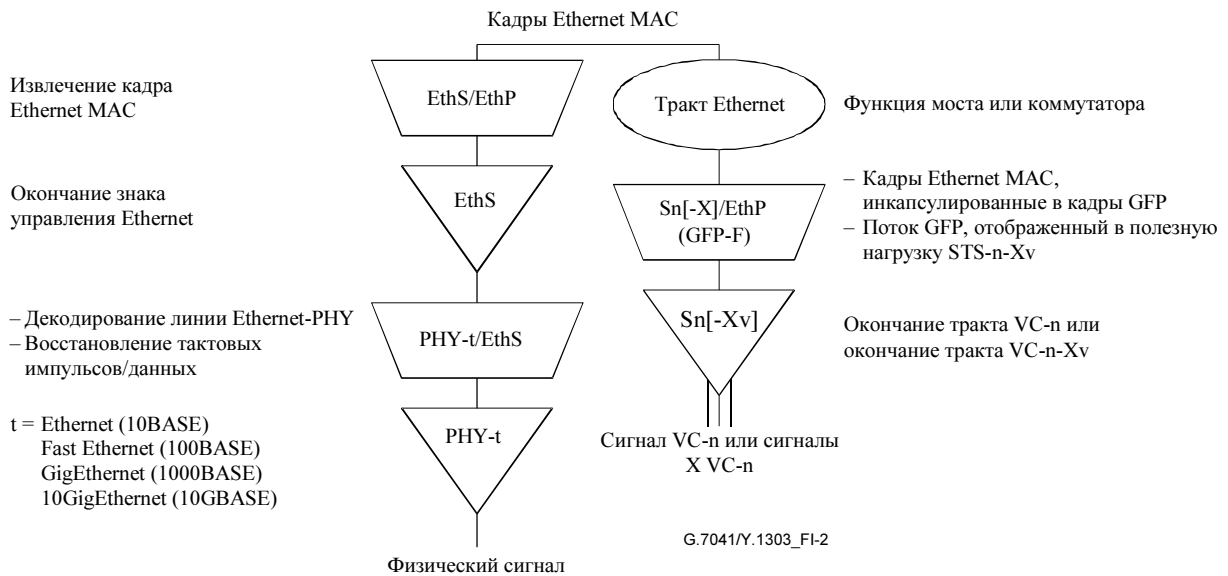 Кадры Ethernet MAC
Извлечение кадра
Ethernet MAC
EthS/EthP
Тракт Ethernet
Функция моста или коммутатора
Окончание знака
управления Ethernet
EthS
Sn[-X]/EthP
(GFP-F)
– Кадры Ethernet MAC,
инкапсулированные в кадры GFP
– Поток GFP, отображенный в полезную
нагрузку STS-n-Xv
– Декодирование линии Ethernet-PHY
– Восстановление тактовых
импульсов/данных
PHY-t/EthS
Sn[-Xv]
Окончание тракта VC-n или
окончание тракта VC-n-Xv
t = Ethernet (10BASE)
Fast Ethernet (100BASE)
GigEthernet (1000BASE)
10GigEthernet (10GBASE)
PHY-t
Сигнал VC-n или сигналы
X VC-n
G.7041/Y.1303_FI-2
Физический сигнал